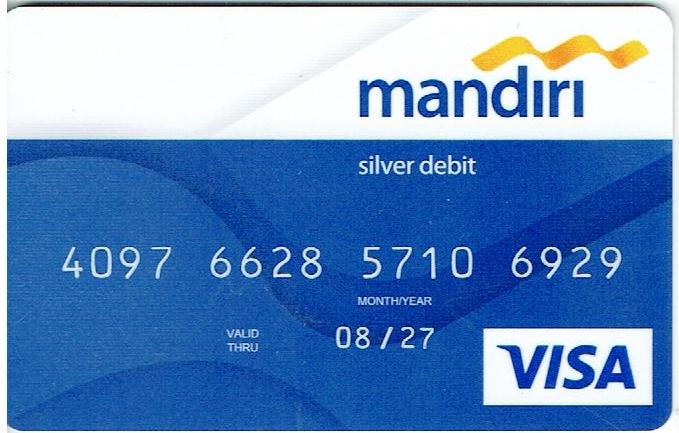 mandiri
silver debit
4097 6628 5710 6929
MONTH/YEAR
VALID THRU 08/27
VISA